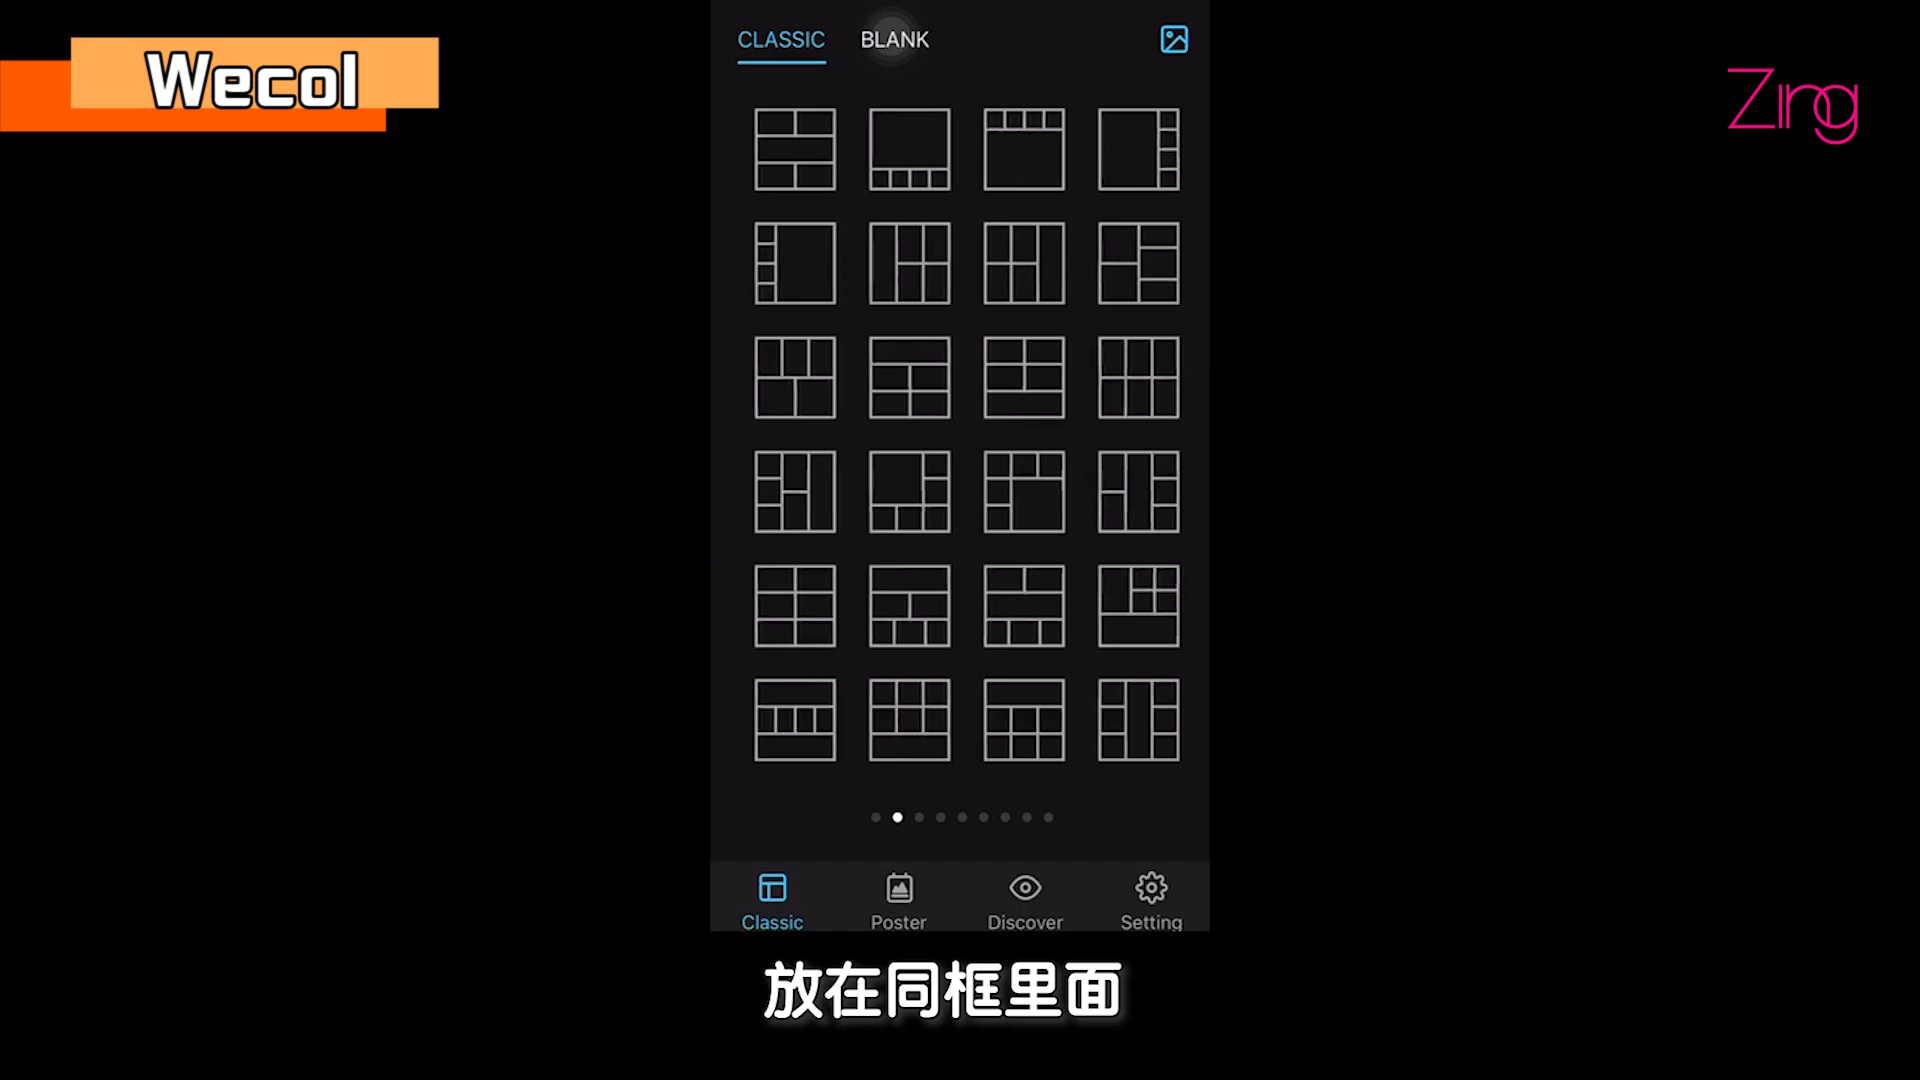 Wecol
CLASSIC BLANK
Zing
Classic Poster Discover Setting
放在同框里面